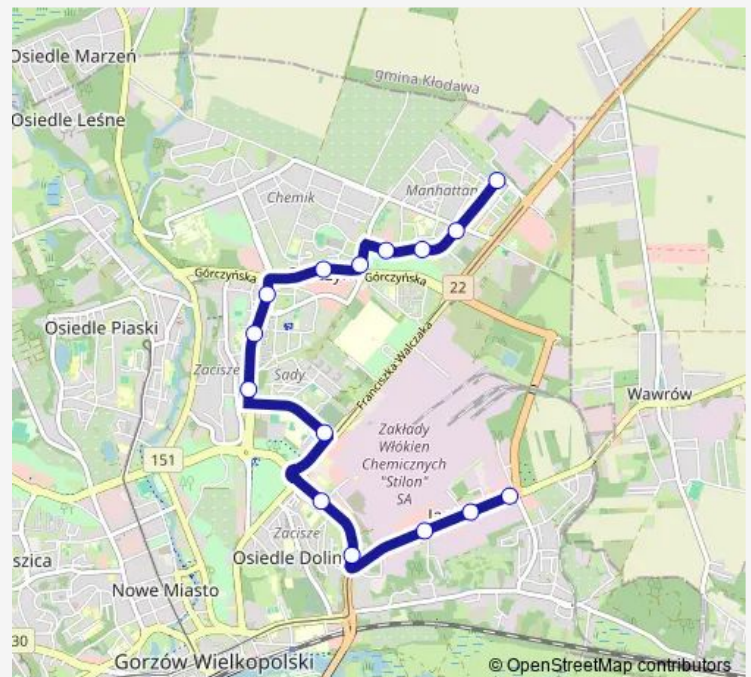 Osiedle Marzeń
gmina Kłodawa
Osiedle Leśne
Chemik
Manhattan
Górczyńska
Górczyńska
22
Osiedle Piaski
Franciszka Walczaka
Zacisze
Sady
Wawrów
Zakłady
Włókien
Chemicznych
"Stilon"
SA
151
Zacisze
Osiedle Dolin
Nowe Miasto
30
Gorzów Wielkopolski
© OpenStreetMap contributors